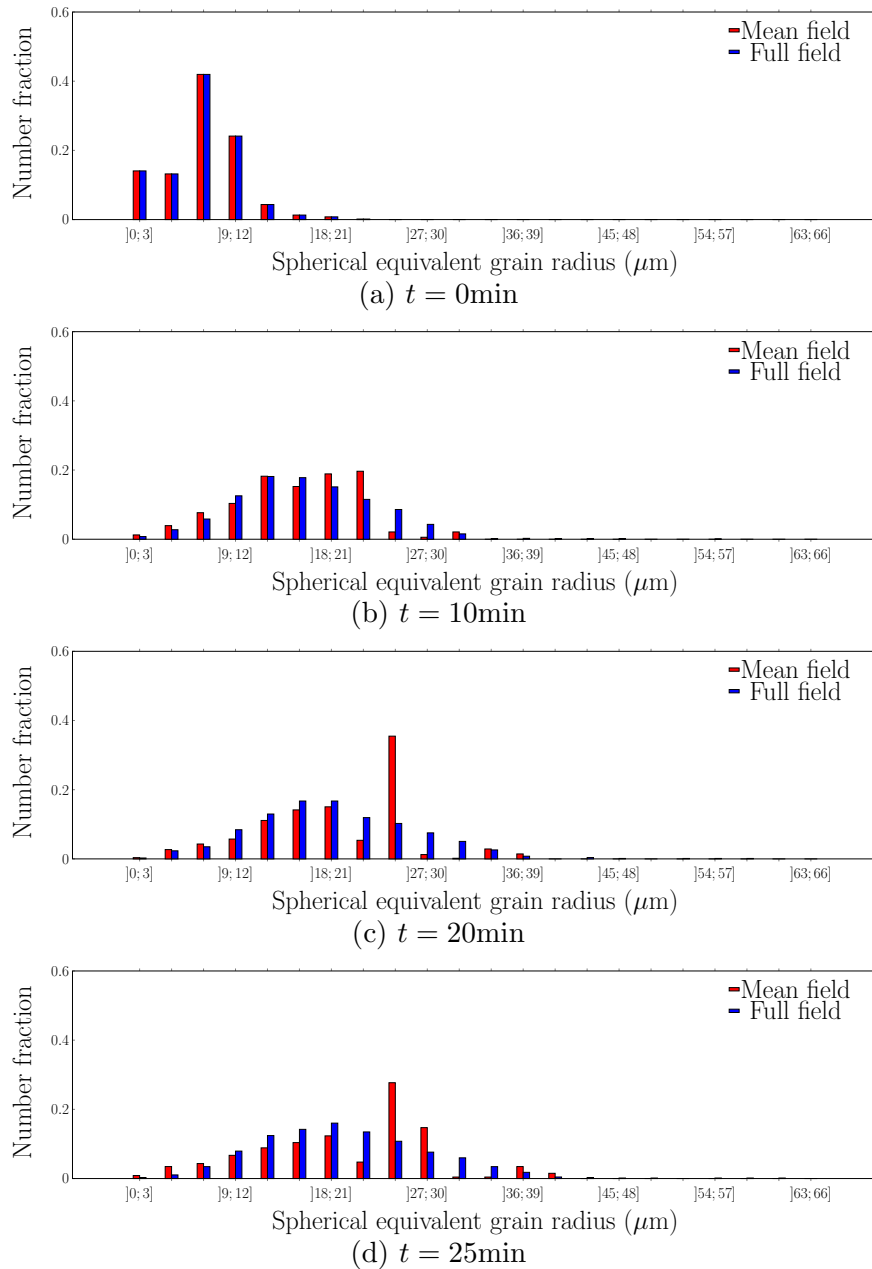 0.6
Mean field
Full field
0.4
Number fraction
0.2
0
]0; 3] ]9; 12] ]18; 21] ]27; 30] ]36; 39] ]45; 48] ]54; 57] ]63; 66]
Spherical equivalent grain radius (μm)
(a) t = 0min
0.6
Mean field
Full field
0.4
Number fraction
0.2
0
]0; 3] ]9; 12] ]18; 21] ]27; 30] ]36; 39] ]45; 48] ]54; 57] ]63; 66]
Spherical equivalent grain radius (μm)
(b) t = 10min
0.6
Mean field
Full field
0.4
Number fraction
0.2
0
]0; 3] ]9; 12] ]18; 21] ]27; 30] ]36; 39] ]45; 48] ]54; 57] ]63; 66]
Spherical equivalent grain radius (μm)
(c) t = 20min
0.6
Mean field
Full field
0.4
Number fraction
0.2
0
]0; 3] ]9; 12] ]18; 21] ]27; 30] ]36; 39] ]45; 48] ]54; 57] ]63; 66]
Spherical equivalent grain radius (μm)
(d) t = 25min